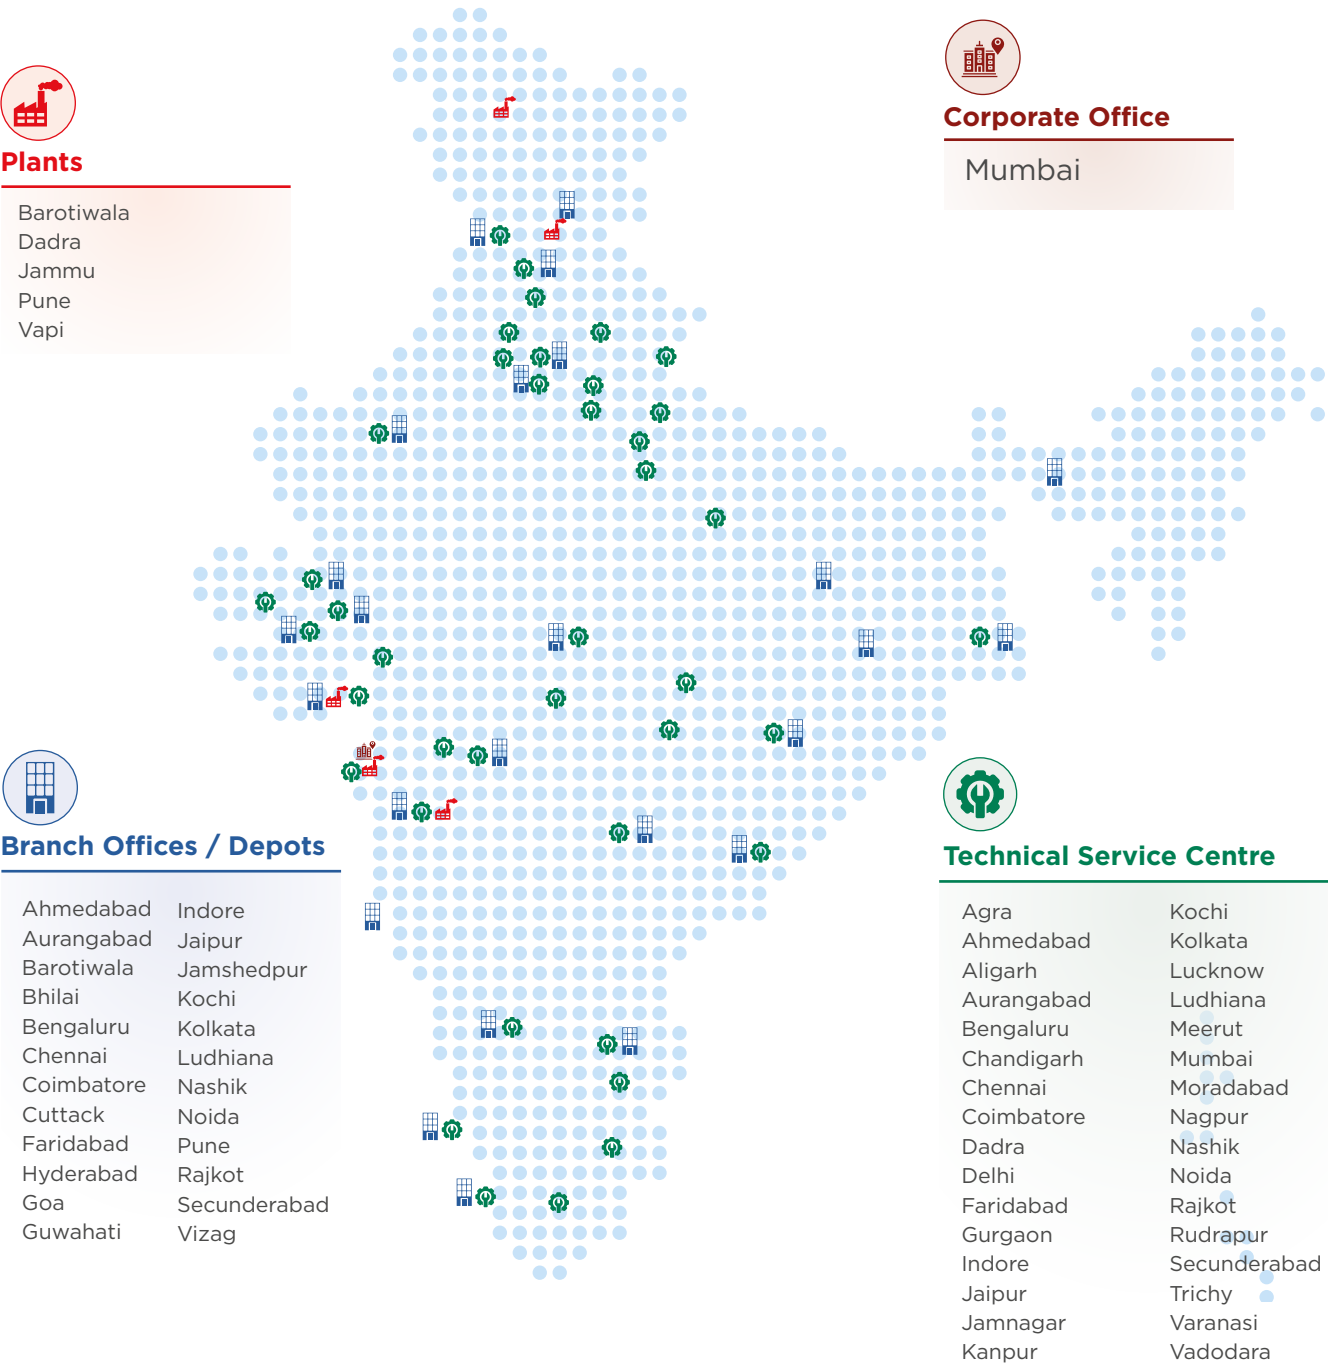 Plants
Barotiwala
Dadra
Jammu
Pune
Vapi
Corporate Office
Mumbai
Branch Offices / Depots
Ahmedabad
Aurangabad
Barotiwala
Bhilai
Bengaluru
Chennai
Coimbatore
Cuttack
Faridabad
Hyderabad
Goa
Guwahati
Indore
Jaipur
Jamshedpur
Kochi
Kolkata
Ludhiana
Nashik
Noida
Pune
Rajkot
Secunderabad
Vizag
Technical Service Centre
Agra
Ahmedabad
Aligarh
Aurangabad
Bengaluru
Chandigarh
Chennai
Coimbatore
Dadra
Delhi
Faridabad
Gurgaon
Indore
Jaipur
Jamnagar
Kanpur
Kochi
Kolkata
Lucknow
Ludhiana
Meerut
Mumbai
Moradabad
Nagpur
Nashik
Noida
Rajkot
Rudrapur
Secunderabad
Trichy
Varanasi
Vadodara